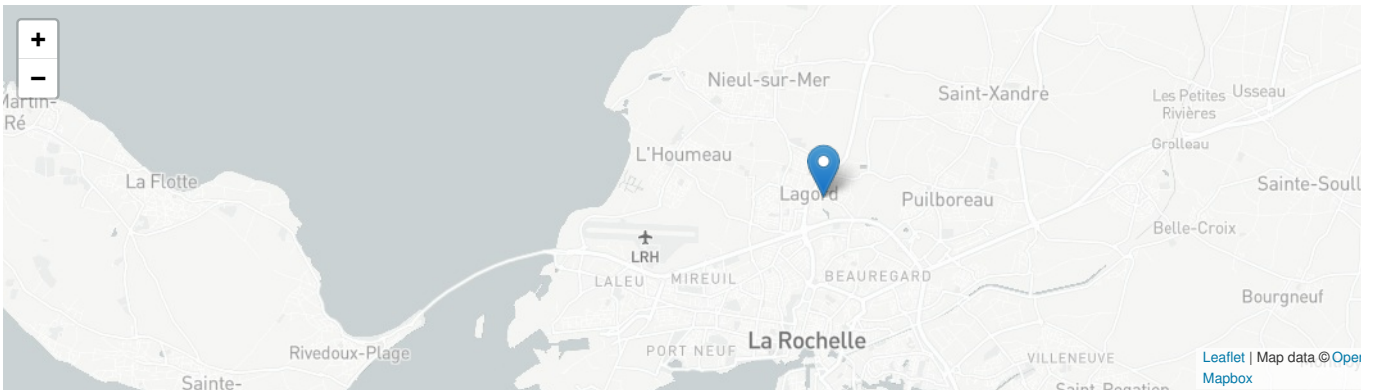 +
−
Nieul-sur-Mer
Saint-Xandre
Les Petites
Rivières
Usseau
Martin-
Ré
Grolleau
L'Houmeau
La Flotte
Lagord
Puilboreau
Sainte-Soull
Belle-Croix
LRH
LALEU
MIREUIL
BEAUREGARD
Bourgneuf
La Rochelle
Rivedoux-Plage
PORT NEUF
VILLENEUVE
Leaflet | Map data © Oper
Mapbox
Sainte-
Saint-Rogatien